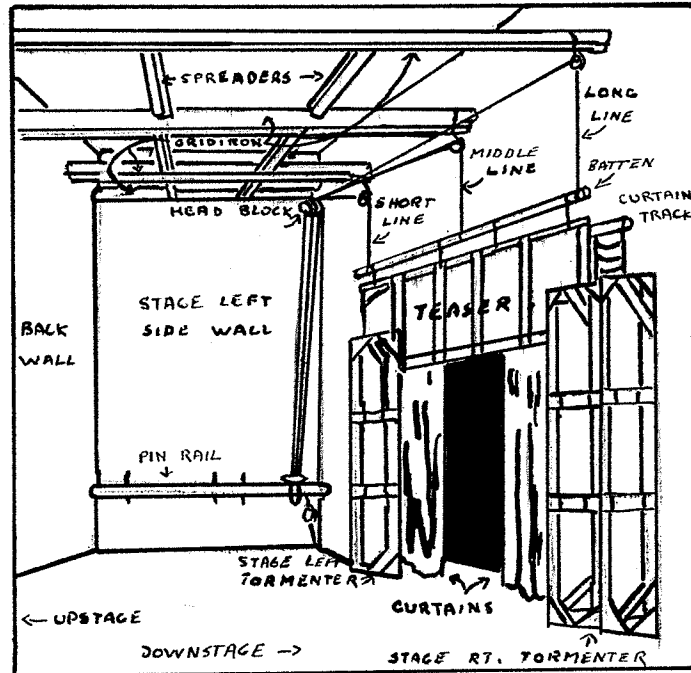 SPREADERS
LONG
LINE
GRIDIRON
MIDDLE
LINE
BATTEN
CURTAIN
TRACK
HEAD BLOCK
SHORT
LINE
STAGE LEFT
SIDE WALL
TEASER
BACK
WALL
PIN RAIL
STAGE LEFT
TORMENTER
CURTAINS
← UPSTAGE
DOWNSTAGE →
STAGE RT. TORMENTER